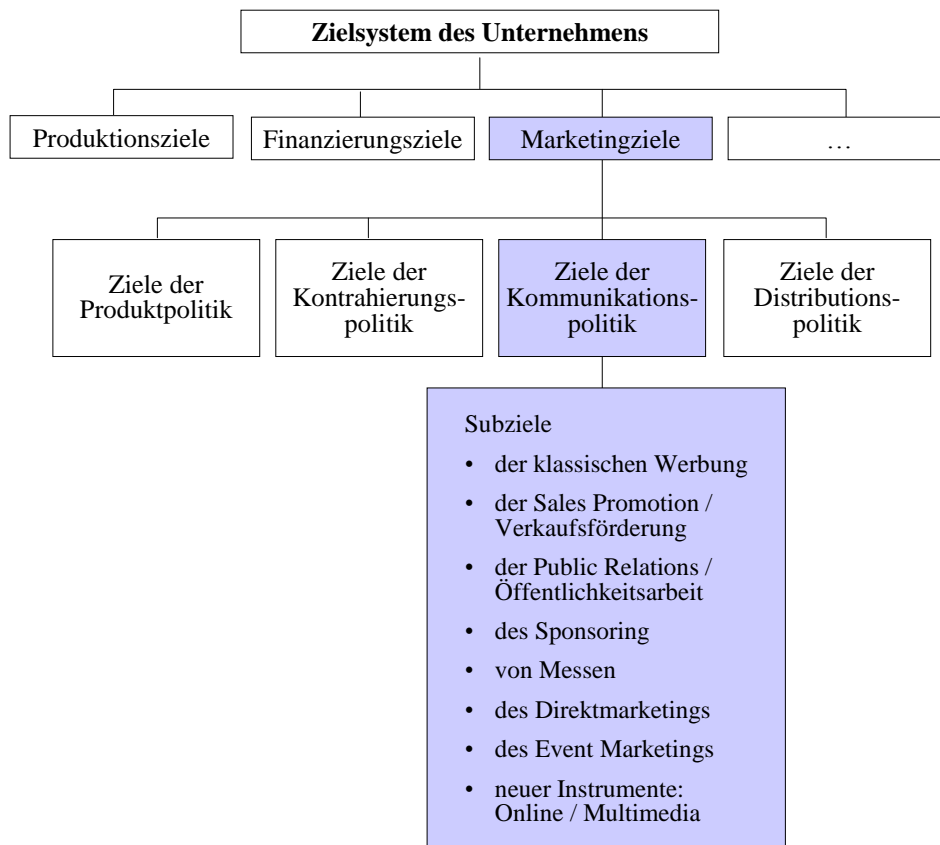 Zielsystem des Unternehmens
Produktionsziele
Finanzierungsziele
Marketingziele
…
Ziele der
Produktpolitik
Ziele der
Kontrahierungs-
politik
Ziele der
Kommunikations-
politik
Ziele der
Distributions-
politik
Subziele
• der klassischen Werbung
• der Sales Promotion /
Verkaufsförderung
• der Public Relations /
Öffentlichkeitsarbeit
• des Sponsoring
• von Messen
• des Direktmarketings
• des Event Marketings
• neuer Instrumente:
Online / Multimedia